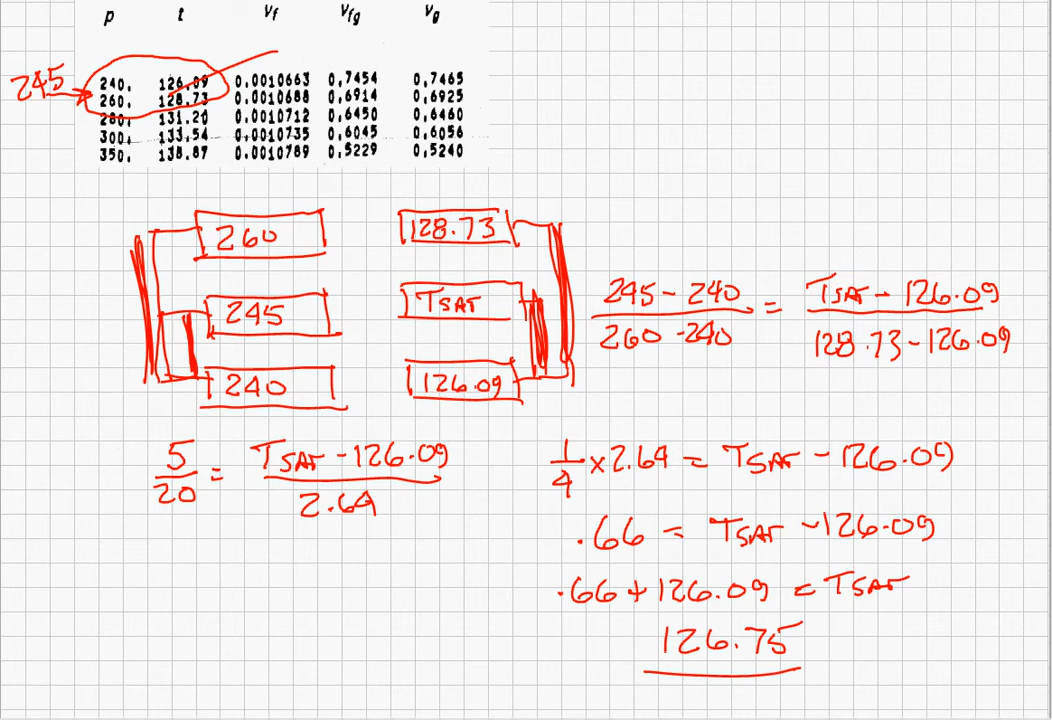 p t Vf Vfg Vg
245
240. 126.09 0.0010663 0.7454 0.7465
260. 128.73 0.0010688 0.6914 0.6925
280. 131.20 0.0010712 0.6450 0.6460
300. 133.54 0.0010735 0.6045 0.6056
350. 138.87 0.0010789 0.5229 0.5240
260 128.73
245 TSAT
240 126.09
245 - 240 / 260 - 240 = TSAT - 126.09 / 128.73 - 126.09
5/20 = TSAT - 126.09 / 2.64
1/4 x 2.64 = TSAT - 126.09
.66 = TSAT - 126.09
.66 + 126.09 = TSAT
126.75